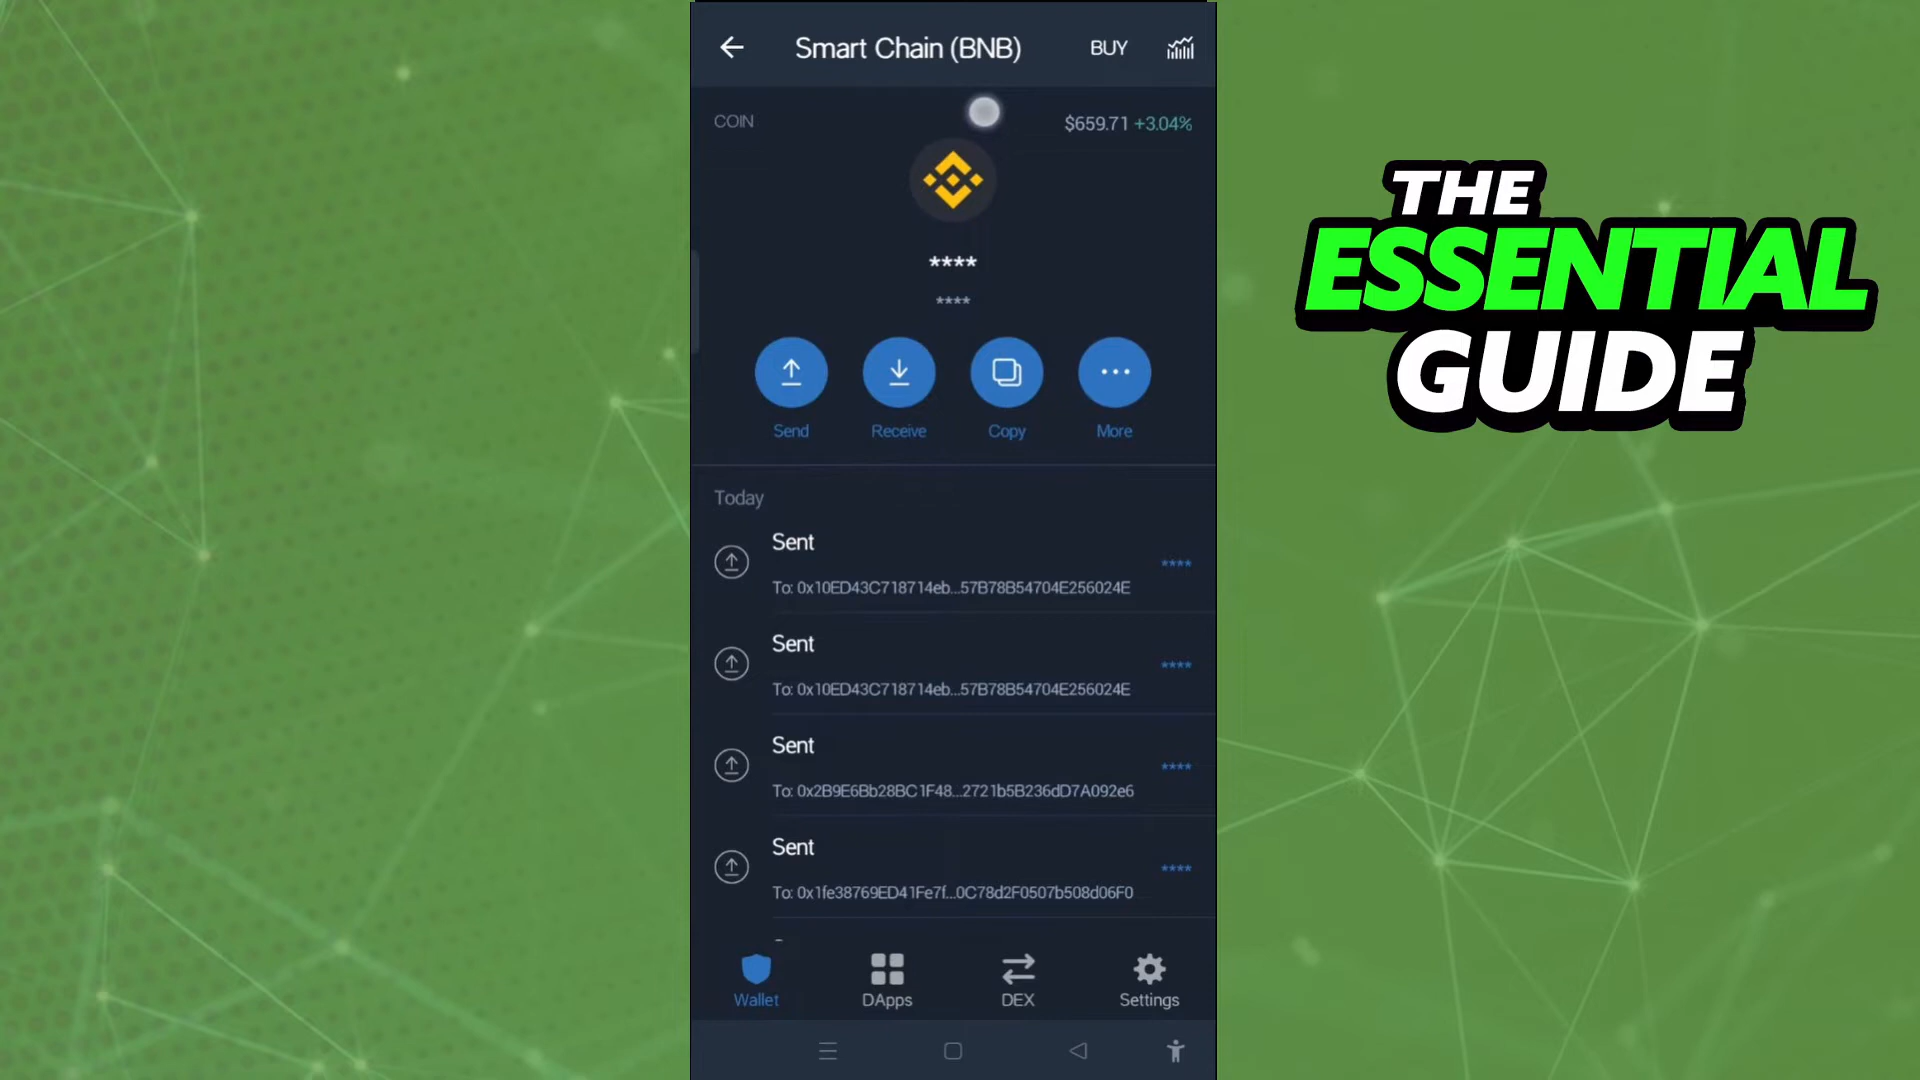 Smart Chain (BNB) BUY
COIN $659.71 +3.04%
****
****
Send Receive Copy More
Today
Sent
****
To: 0x10ED43C718714eb...57B78B54704E256024E
Sent
****
To: 0x10ED43C718714eb...57B78B54704E256024E
Sent
****
To: 0x2B9E6Bb28BC1F48...2721b5B236dD7A092e6
Sent
****
To: 0x1fe38769ED41Fe7f...0C78d2F0507b508d06F0
Wallet DApps DEX Settings
THE
ESSENTIAL
GUIDE